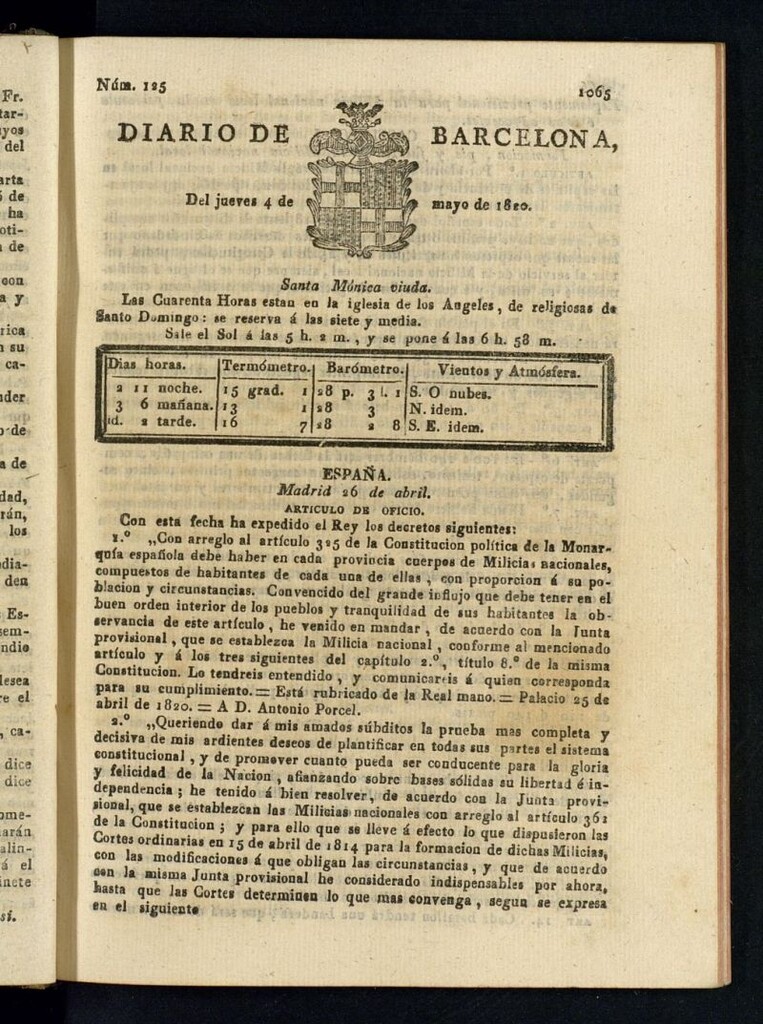 Núm. 125 1065
DIARIO DE BARCELONA,
Del jueves 4 de mayo de 1820.
Santa Mónica viuda.
Las Cuarenta Horas estan en la iglesia de los Angeles, de religiosas de
Santo Domingo: se reserva á las siete y media.
Sale el Sol á las 5 h. 2 m., y se pone á las 6 h. 58 m.
Dias horas. Termómetro. Barómetro. Vientos y Atmósfera.
2 11 noche. 15 grad. 1 28 p. 3 l. 1 S. O nubes.
3 6 mañana. 13 1 28 3 N. idem.
id. 2 tarde. 16 7 28 2 8 S. E. idem.
ESPAÑA.
Madrid 26 de abril.
ARTICULO DE OFICIO.
Con esta fecha ha expedido el Rey los decretos siguientes:
1.º „Con arreglo al artículo 325 de la Constitucion política de la Monar-
quía española debe haber en cada provincia cuerpos de Milicias nacionales,
compuestos de habitantes de cada una de ellas, con proporcion á su po-
blacion y circunstancias. Convencido del grande influjo que debe tener en el
buen orden interior de los pueblos y tranquilidad de sus habitantes la ob-
servancia de este artículo, he venido en mandar, de acuerdo con la Junta
provisional, que se establezca la Milicia nacional, conforme al mencionado
artículo y á los tres siguientes del capítulo 2.º, título 8.º de la misma
Constitucion. Lo tendreis entendido, y comunicareis á quien corresponda
para su cumplimiento. = Está rubricado de la Real mano. = Palacio 25 de
abril de 1820. = A D. Antonio Porcel.
2.º „Queriendo dar á mis amados súbditos la prueba mas completa y
decisiva de mis ardientes deseos de plantificar en todas sus partes el sistema
constitucional, y de promover cuanto pueda ser conducente para la gloria
y felicidad de la Nacion, afianzando sobre bases sólidas su libertad é in-
dependencia; he tenido á bien resolver, de acuerdo con la Junta provi-
sional, que se establezcan las Milicias nacionales con arreglo al artículo 362
de la Constitucion; y para ello que se lleve á efecto lo que dispusieron las
Cortes ordinarias en 15 de abril de 1814 para la formacion de dichas Milicias,
con las modificaciones á que obligan las circunstancias, y que de acuerdo
con la misma Junta provisional he considerado indispensables por ahora,
hasta que las Cortes determinen lo que mas convenga, segun se expresa
en el siguiente